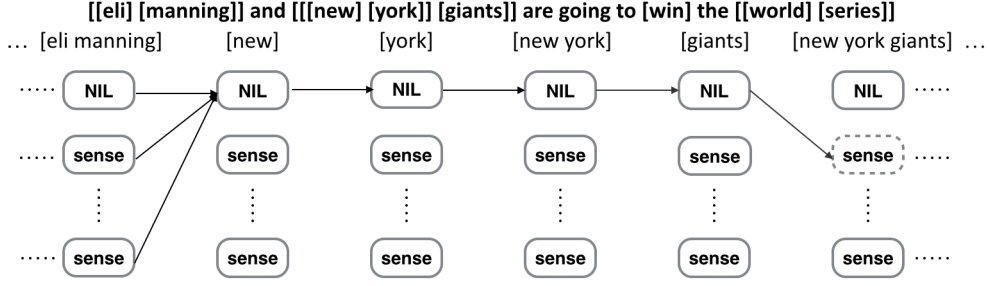 [[eli] [manning]] and [[[new] [york]] [giants]] are going to [win] the [[world] [series]]
... [eli manning] [new] [york] [new york] [giants] [new york giants] ...
..... NIL NIL NIL NIL NIL NIL .....
..... sense sense sense sense sense sense .....
..... sense sense sense sense sense sense .....